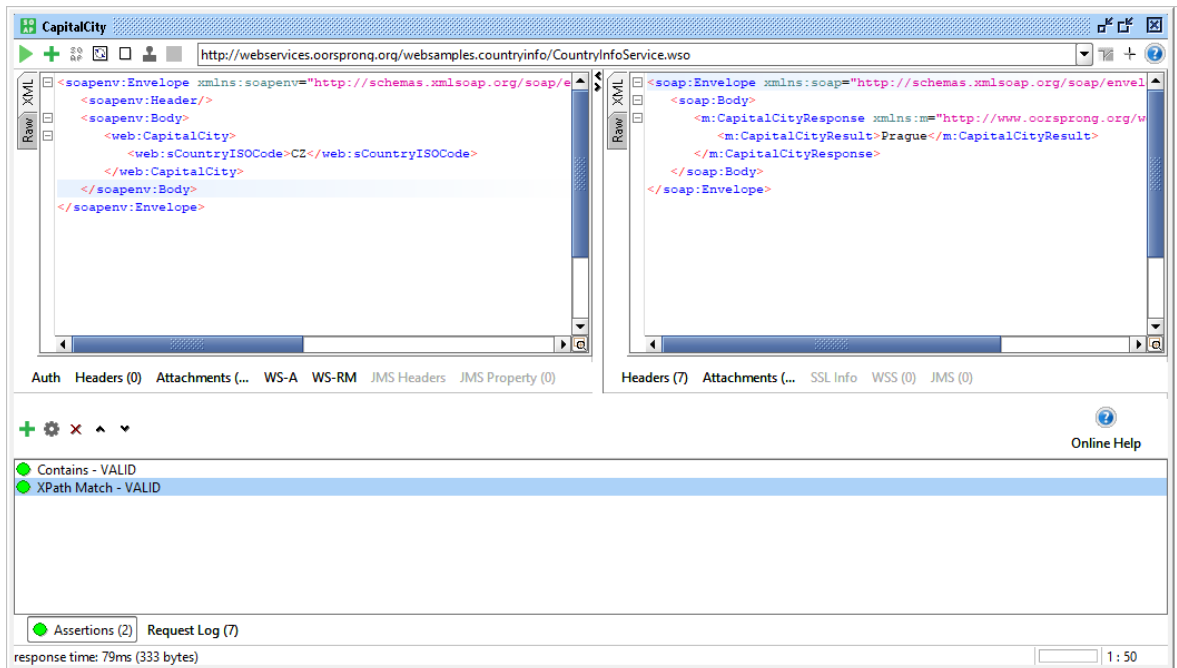 CapitalCity
http://webservices.oorsprong.org/websamples.countryinfo/CountryInfoService.wso
XML
Raw
<soapenv:Envelope xmlns:soapenv="http://schemas.xmlsoap.org/soap/e
<soapenv:Header/>
<soapenv:Body>
<web:CapitalCity>
<web:sCountryISOCode>CZ</web:sCountryISOCode>
</web:CapitalCity>
</soapenv:Body>
</soapenv:Envelope>
XML
Raw
<soap:Envelope xmlns:soap="http://schemas.xmlsoap.org/soap/envel
<soap:Body>
<m:CapitalCityResponse xmlns:m="http://www.oorsprong.org/w
<m:CapitalCityResult>Prague</m:CapitalCityResult>
</m:CapitalCityResponse>
</soap:Body>
</soap:Envelope>
Auth Headers (0) Attachments (... WS-A WS-RM JMS Headers JMS Property (0)
Headers (7) Attachments (... SSL Info WSS (0) JMS (0)
Online Help
Contains - VALID
XPath Match - VALID
Assertions (2) Request Log (7)
response time: 79ms (333 bytes)
1 : 50